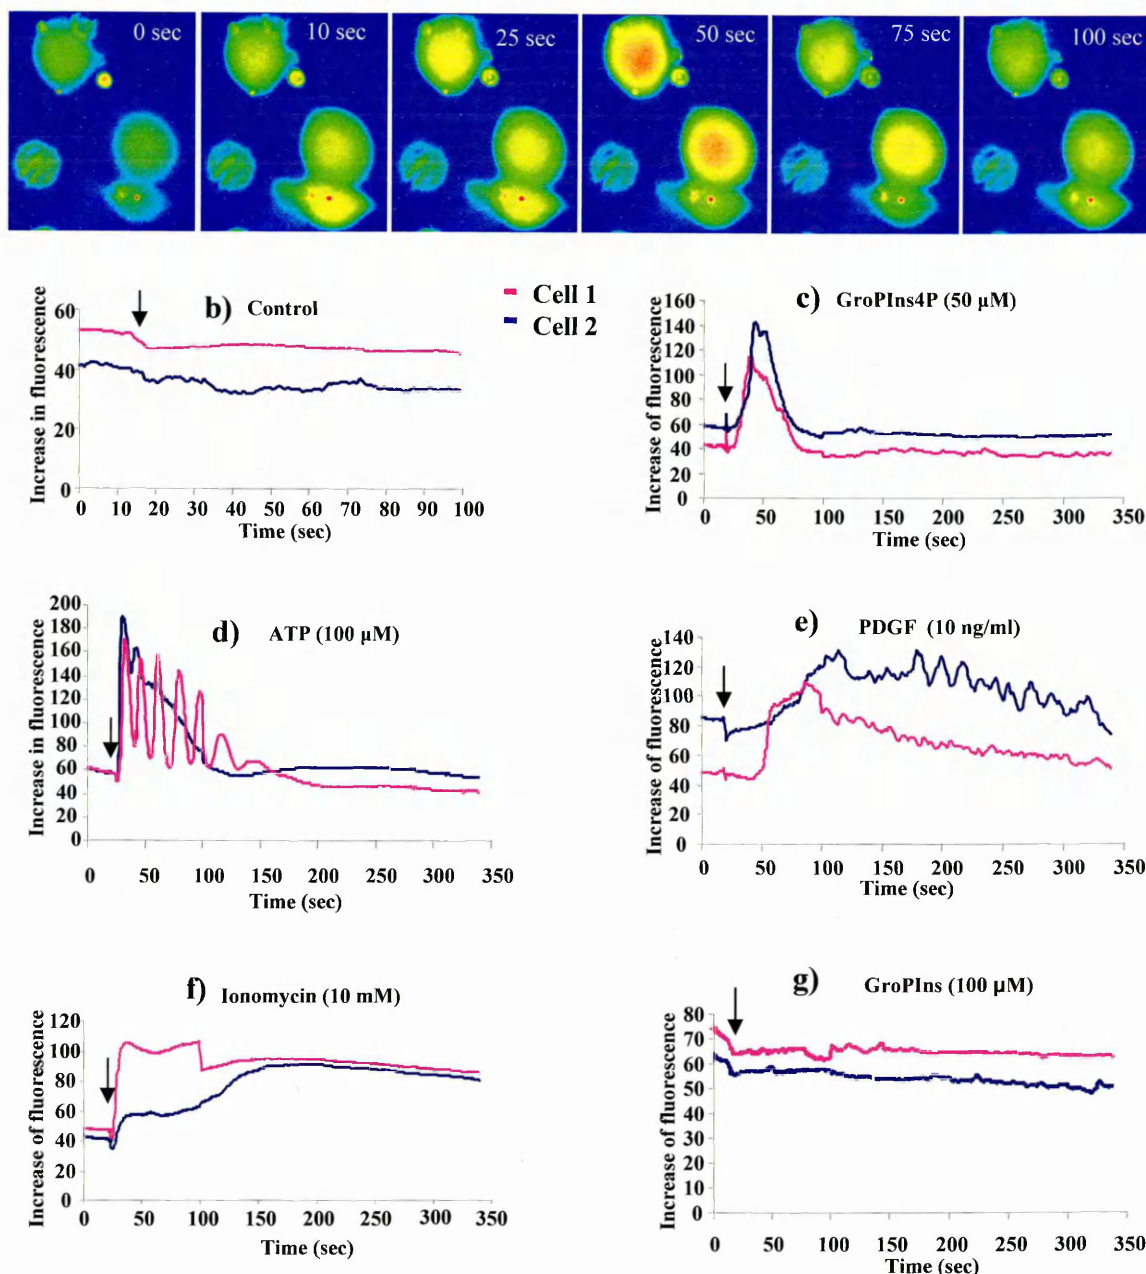 0 sec
10 sec
25 sec
50 sec
75 sec
100 sec
b) Control
Increase in fluorescence
60
40
20
0
0 10 20 30 40 50 60 70 80 90 100
Time (sec)
Cell 1
Cell 2
c) GroPIns4P (50 µM)
Increase of fluorescence
160
140
120
100
80
60
40
20
0
0 50 100 150 200 250 300 350
Time (sec)
d) ATP (100 µM)
Increase in fluorescence
200
180
160
140
120
100
80
60
40
20
0
0 50 100 150 200 250 300 350
Time (sec)
e) PDGF (10 ng/ml)
Increase of fluorescence
140
120
100
80
60
40
20
0
0 50 100 150 200 250 300 350
Time (sec)
f) Ionomycin (10 mM)
Increase of fluorescence
120
100
80
60
40
20
0
0 50 100 150 200 250 300 350
Time (sec)
g) GroPIns (100 µM)
Increase of fluorescence
80
70
60
50
40
30
20
10
0
0 50 100 150 200 250 300 350
Time (sec)